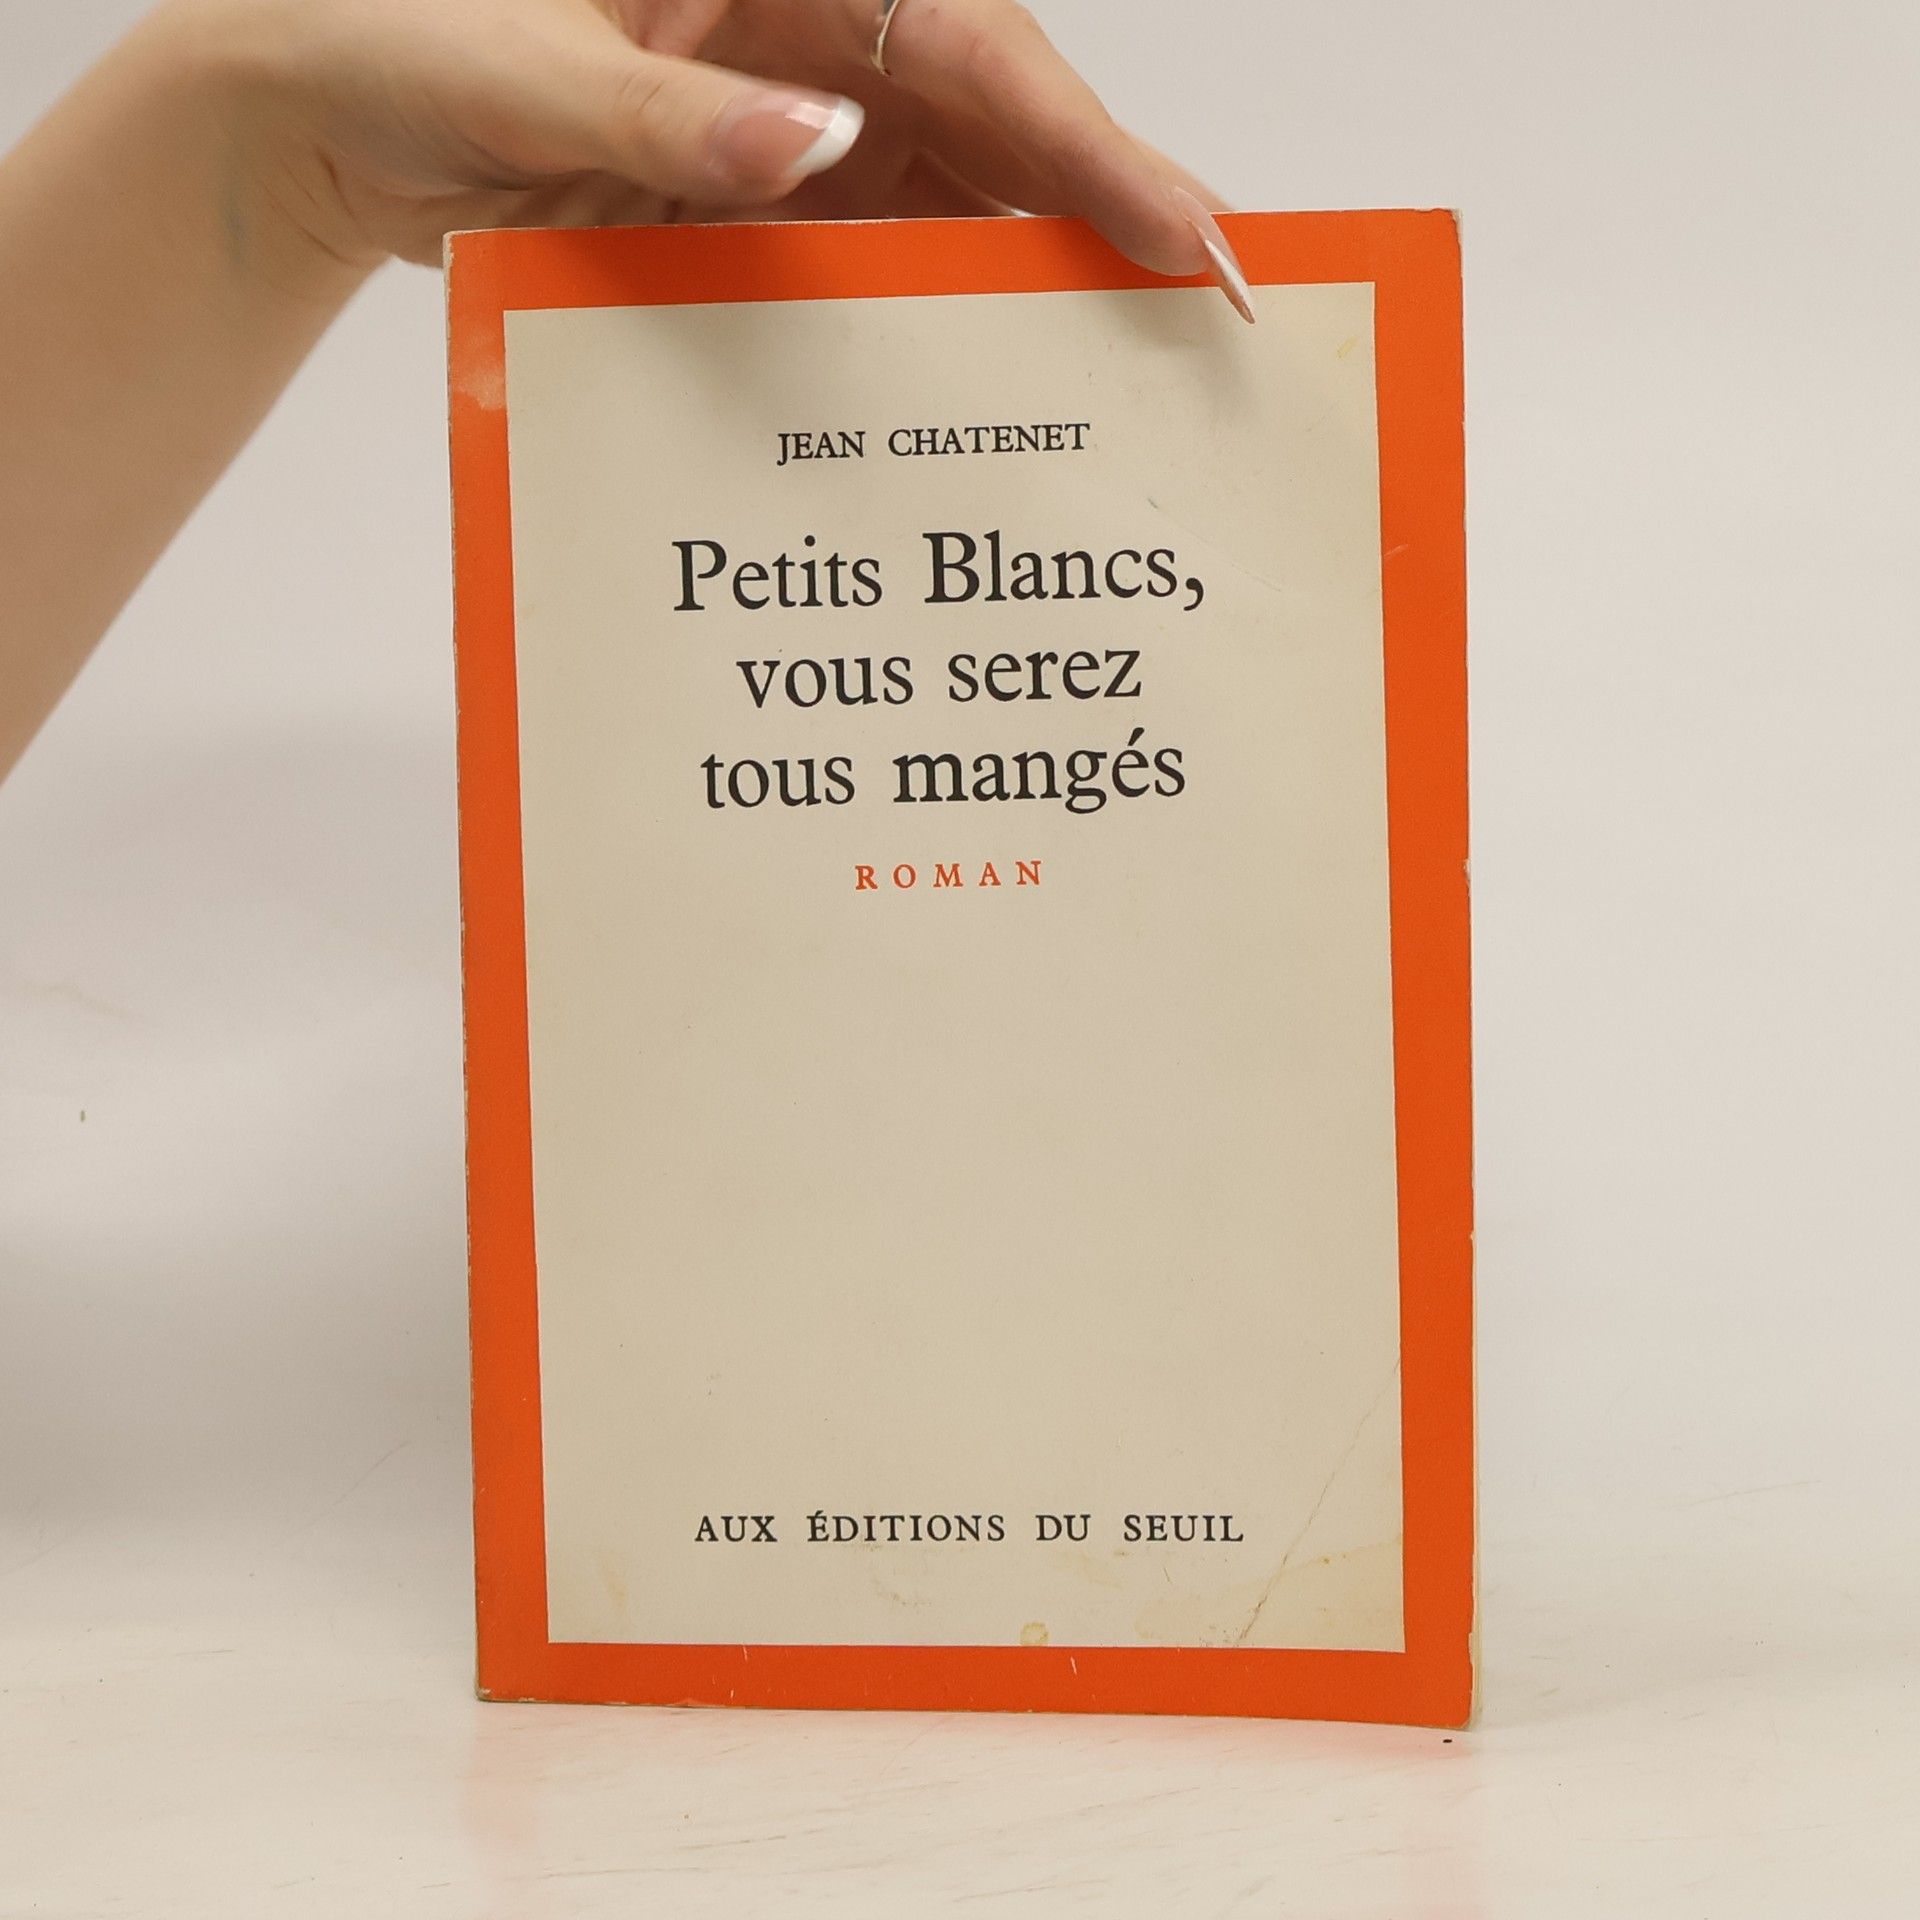 JEAN CHATENET
Petits Blancs,
vous serez
tous mangés
ROMAN
AUX ÉDITIONS DU SEUIL